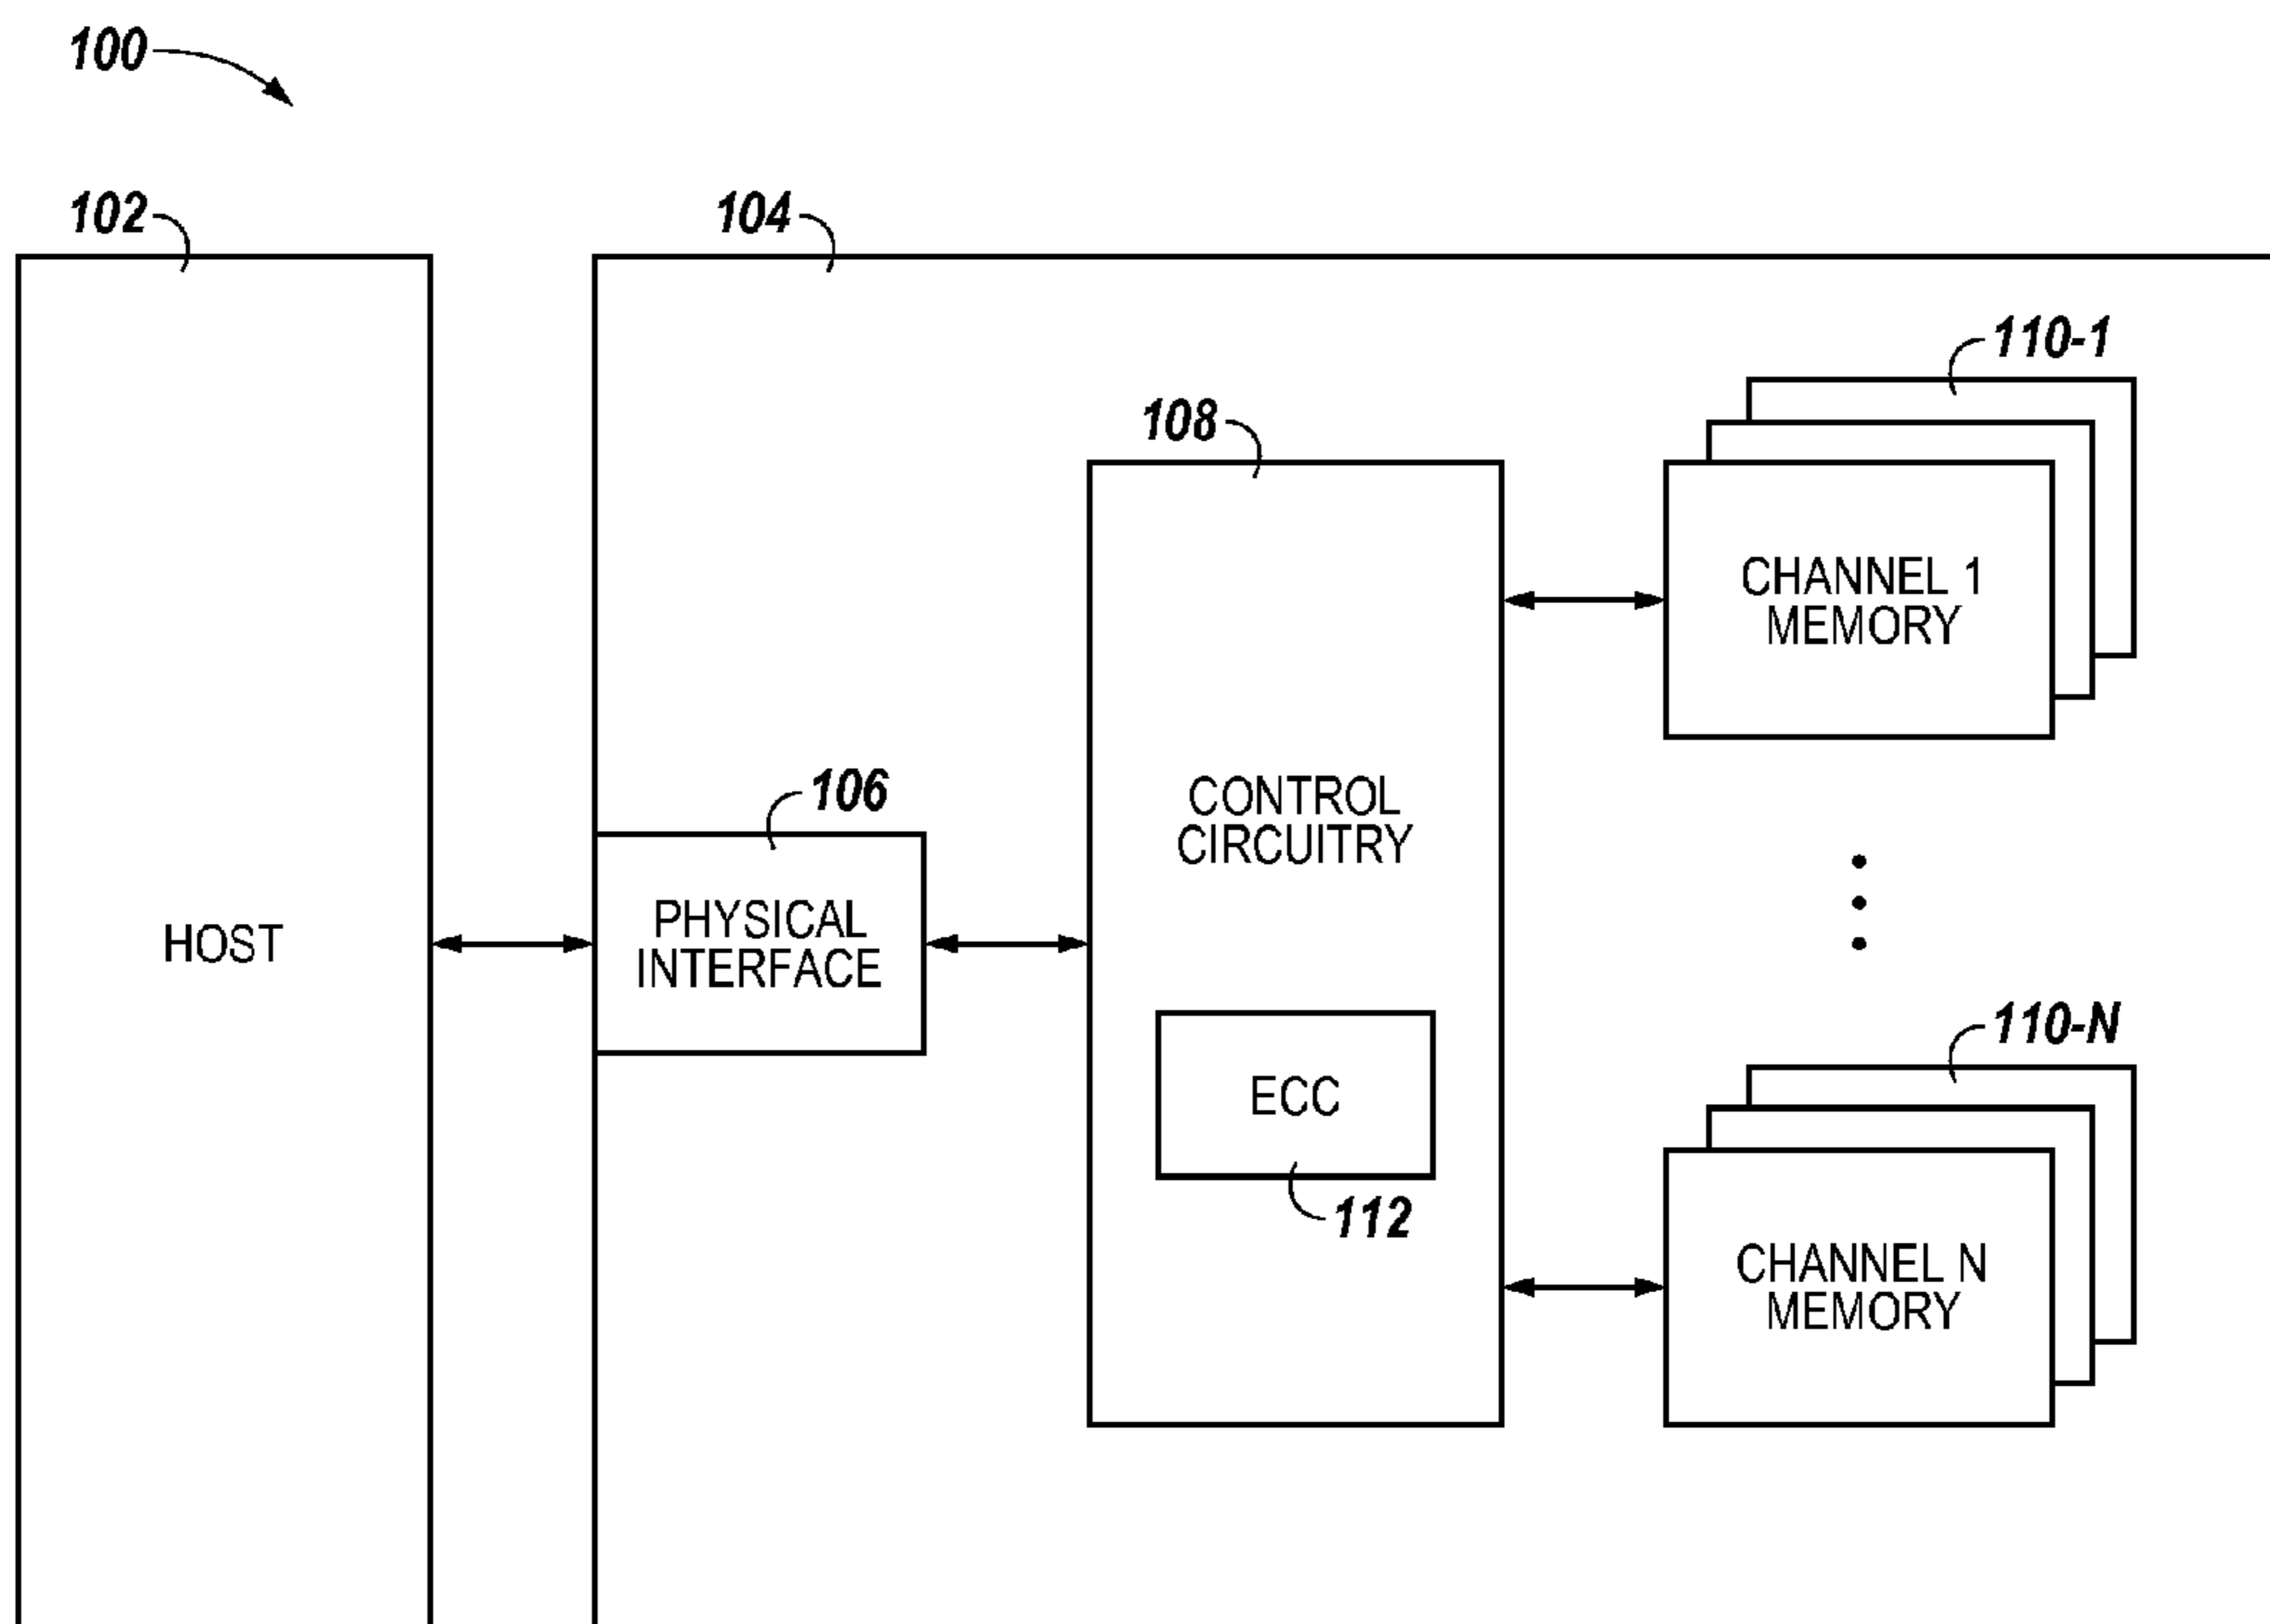 100
102
104
110-1
108
CHANNEL 1
MEMORY
106
CONTROL
CIRCUITRY
PHYSICAL
INTERFACE
HOST
110-N
ECC
112
CHANNEL N
MEMORY